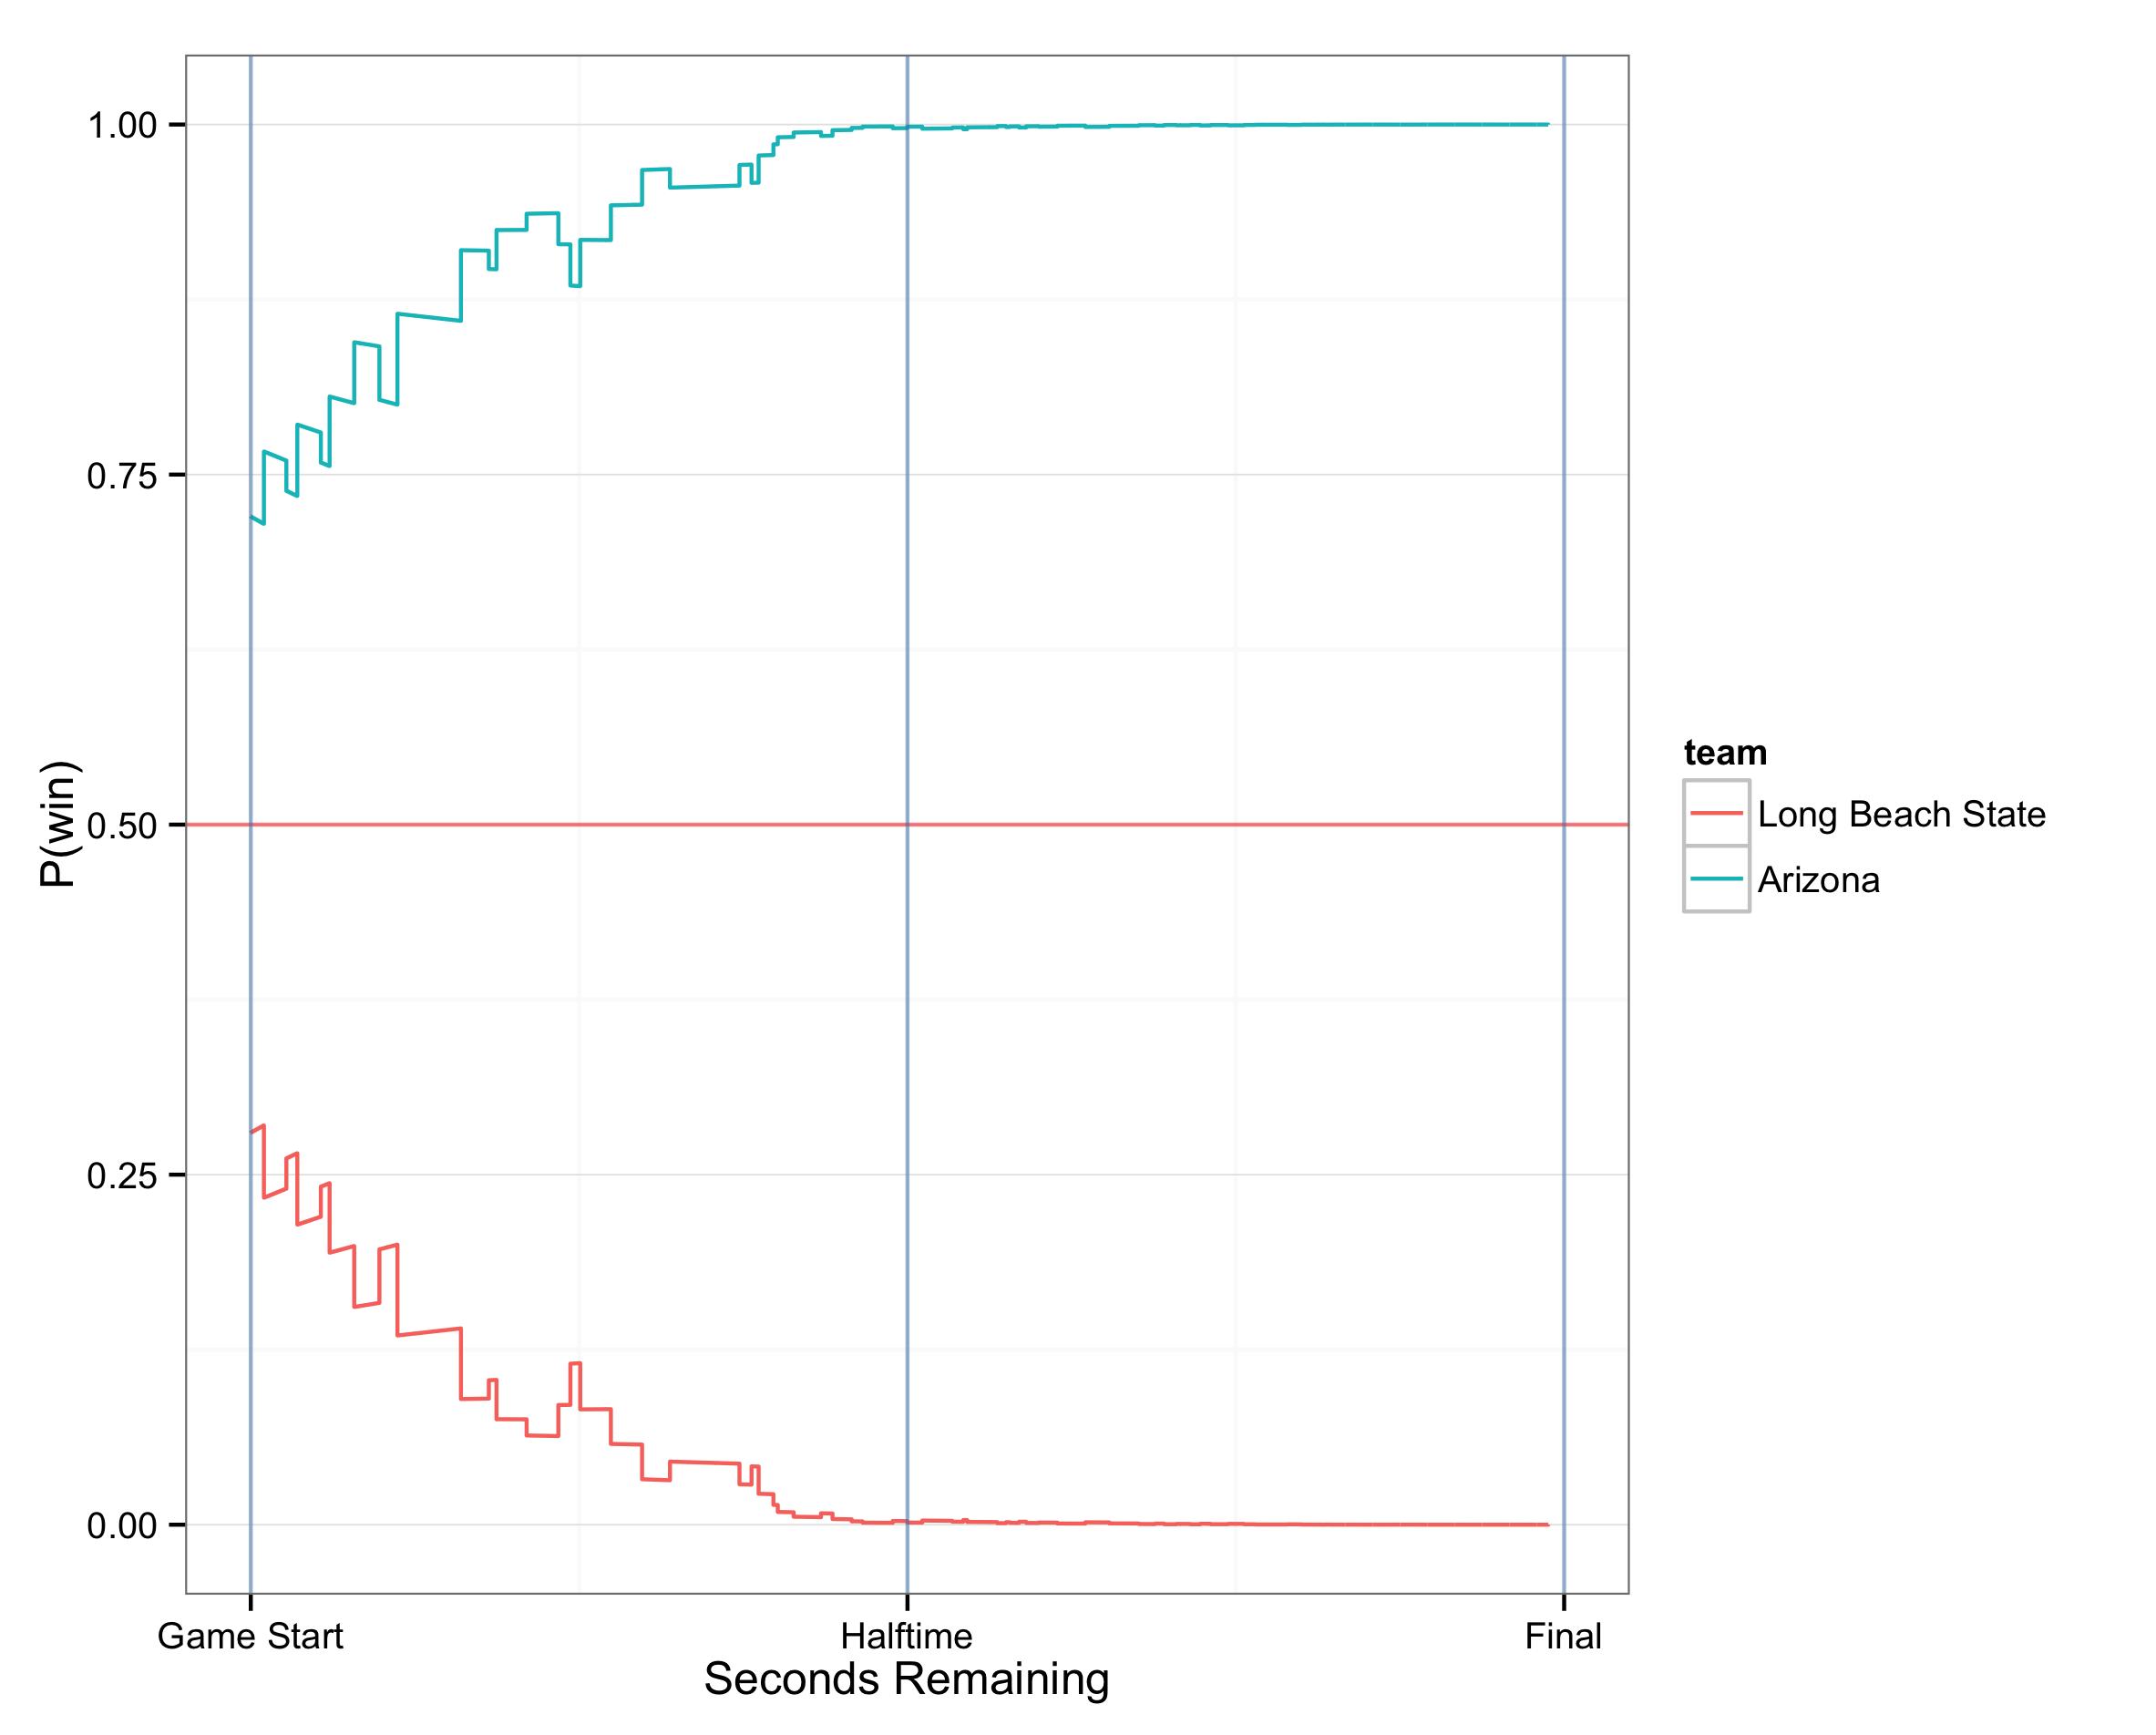 1.00
0.75
0.50
0.25
0.00
P(win)
Game Start
Halftime
Final
Seconds Remaining
team
Long Beach State
Arizona